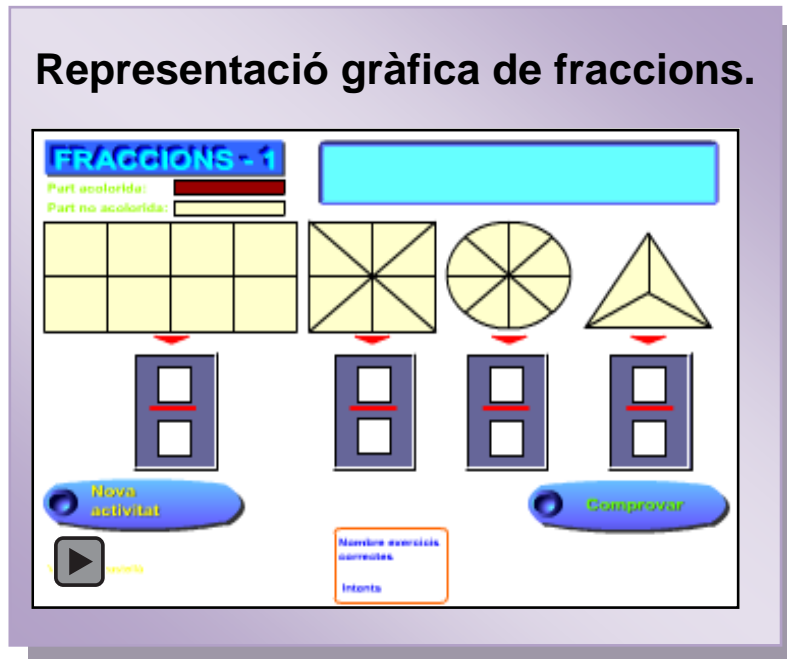 Representació gràfica de fraccions.
FRACCIONS - 1
Part acolorida:
Part no acolorida:
Nova
activitat
Comprovar
Nombre exercicis
correctes
Intents